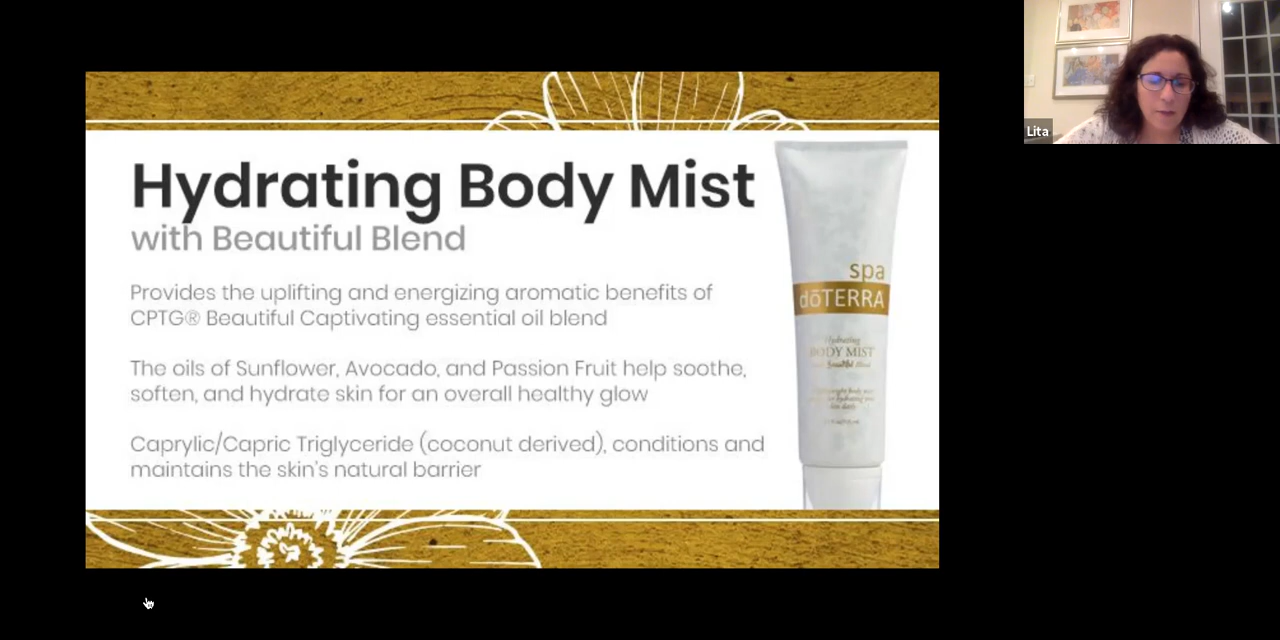 Hydrating Body Mist
with Beautiful Blend
Provides the uplifting and energizing aromatic benefits of
CPTG® Beautiful Captivating essential oil blend
The oils of Sunflower, Avocado, and Passion Fruit help soothe,
soften, and hydrate skin for an overall healthy glow
Caprylic/Capric Triglyceride (coconut derived), conditions and
maintains the skin's natural barrier
spa
dōTERRA
Hydrating
BODY MIST
Lita